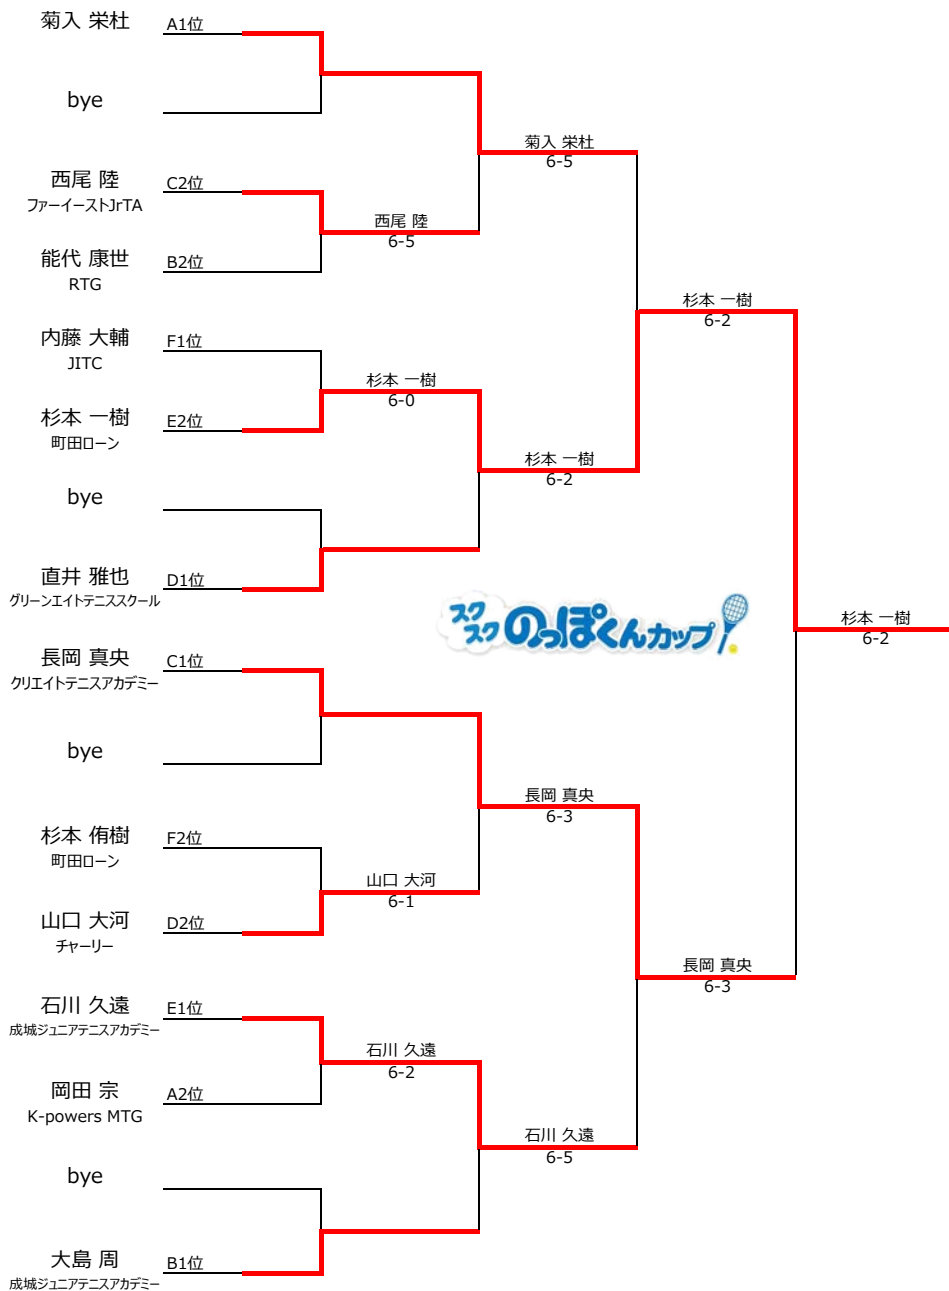 菊入 栄杜
A1位
bye
菊入 栄杜
6-5
西尾 陸
C2位
ファーイーストJrTA
西尾 陸
6-5
能代 康世
B2位
RTG
杉本 一樹
6-2
内藤 大輔
F1位
JITC
杉本 一樹
6-0
杉本 一樹
E2位
町田ローン
杉本 一樹
6-2
bye
直井 雅也
D1位
グリーンエイトテニススクール
スクスク のっぽくんカップ
杉本 一樹
6-2
長岡 真央
C1位
クリエイトテニスアカデミー
bye
長岡 真央
6-3
杉本 侑樹
F2位
町田ローン
山口 大河
6-1
山口 大河
D2位
チャーリー
長岡 真央
6-3
石川 久遠
E1位
成城ジュニアテニスアカデミー
石川 久遠
6-2
岡田 宗
A2位
K-powers MTG
石川 久遠
6-5
bye
大島 周
B1位
成城ジュニアテニスアカデミー